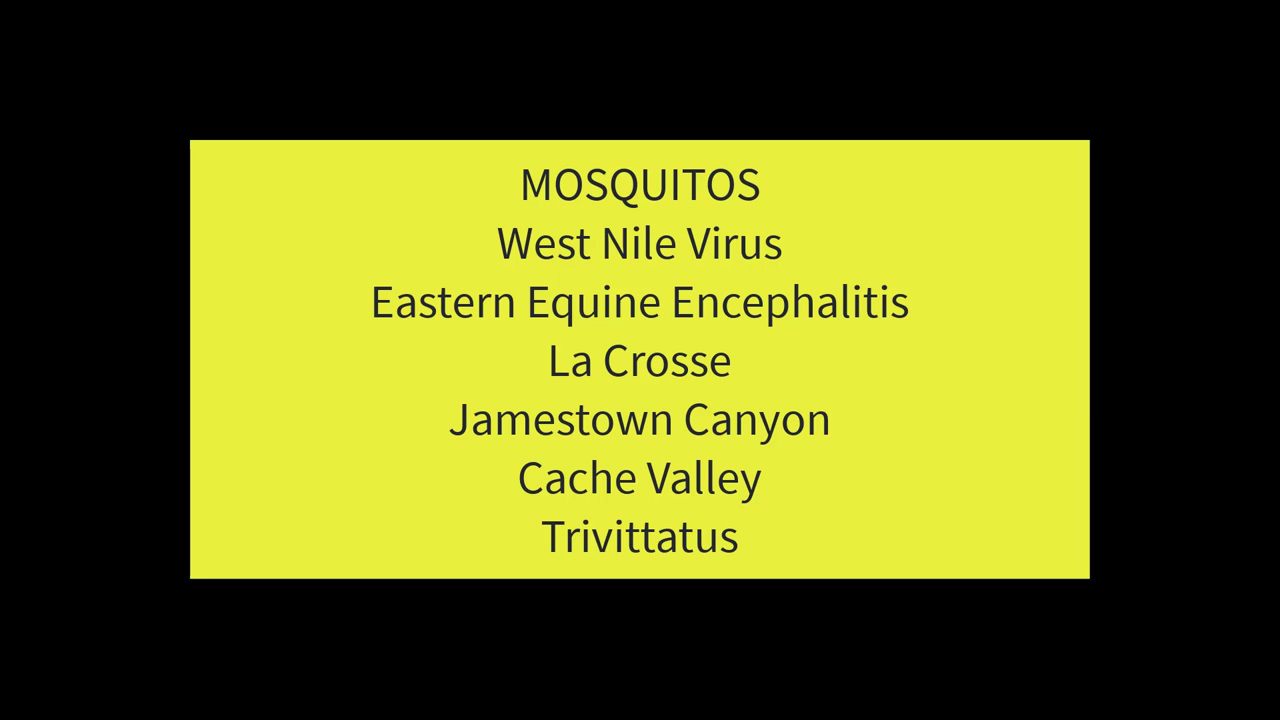 MOSQUITOS
West Nile Virus
Eastern Equine Encephalitis
La Crosse
Jamestown Canyon
Cache Valley
Trivittatus